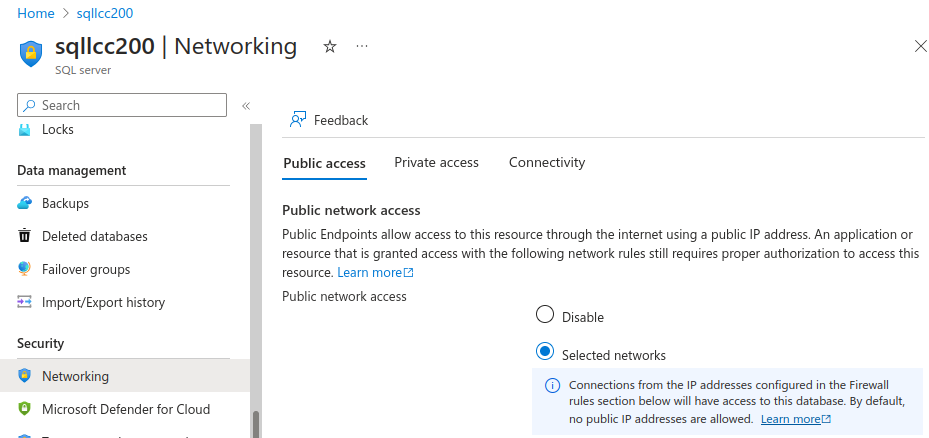 Home > sqllcc200
sqllcc200 | Networking
SQL server
Search
Locks
Data management
Backups
Deleted databases
Failover groups
Import/Export history
Security
Networking
Microsoft Defender for Cloud
Feedback
Public access Private access Connectivity
Public network access
Public Endpoints allow access to this resource through the internet using a public IP address. An application or
resource that is granted access with the following network rules still requires proper authorization to access this
resource. Learn more
Public network access
Disable
Selected networks
Connections from the IP addresses configured in the Firewall
rules section below will have access to this database. By default,
no public IP addresses are allowed. Learn more